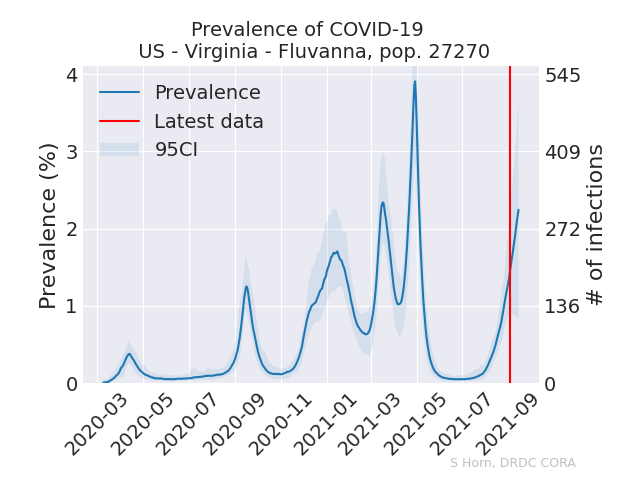 Prevalence of COVID-19
US - Virginia - Fluvanna, pop. 27270
Prevalence
Latest data
95CI
Prevalence (%)
4
3
2
1
0
545
409
272
136
0
# of infections
2020-03
2020-05
2020-07
2020-09
2020-11
2021-01
2021-03
2021-05
2021-07
2021-09
S Horn, DRDC CORA